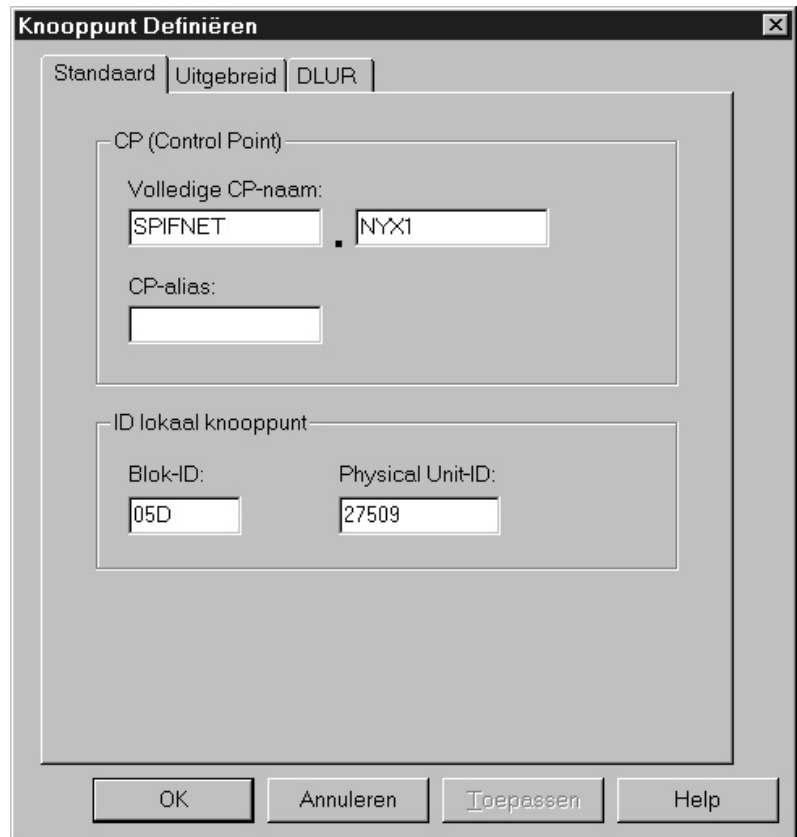 Knooppunt Definiëren
Standaard Uitgebreid DLUR
CP (Control Point)
Volledige CP-naam:
SPIFNET . NYX1
CP-alias:
ID lokaal knooppunt
Blok-ID: Physical Unit-ID:
05D 27509
OK Annuleren Toepassen Help